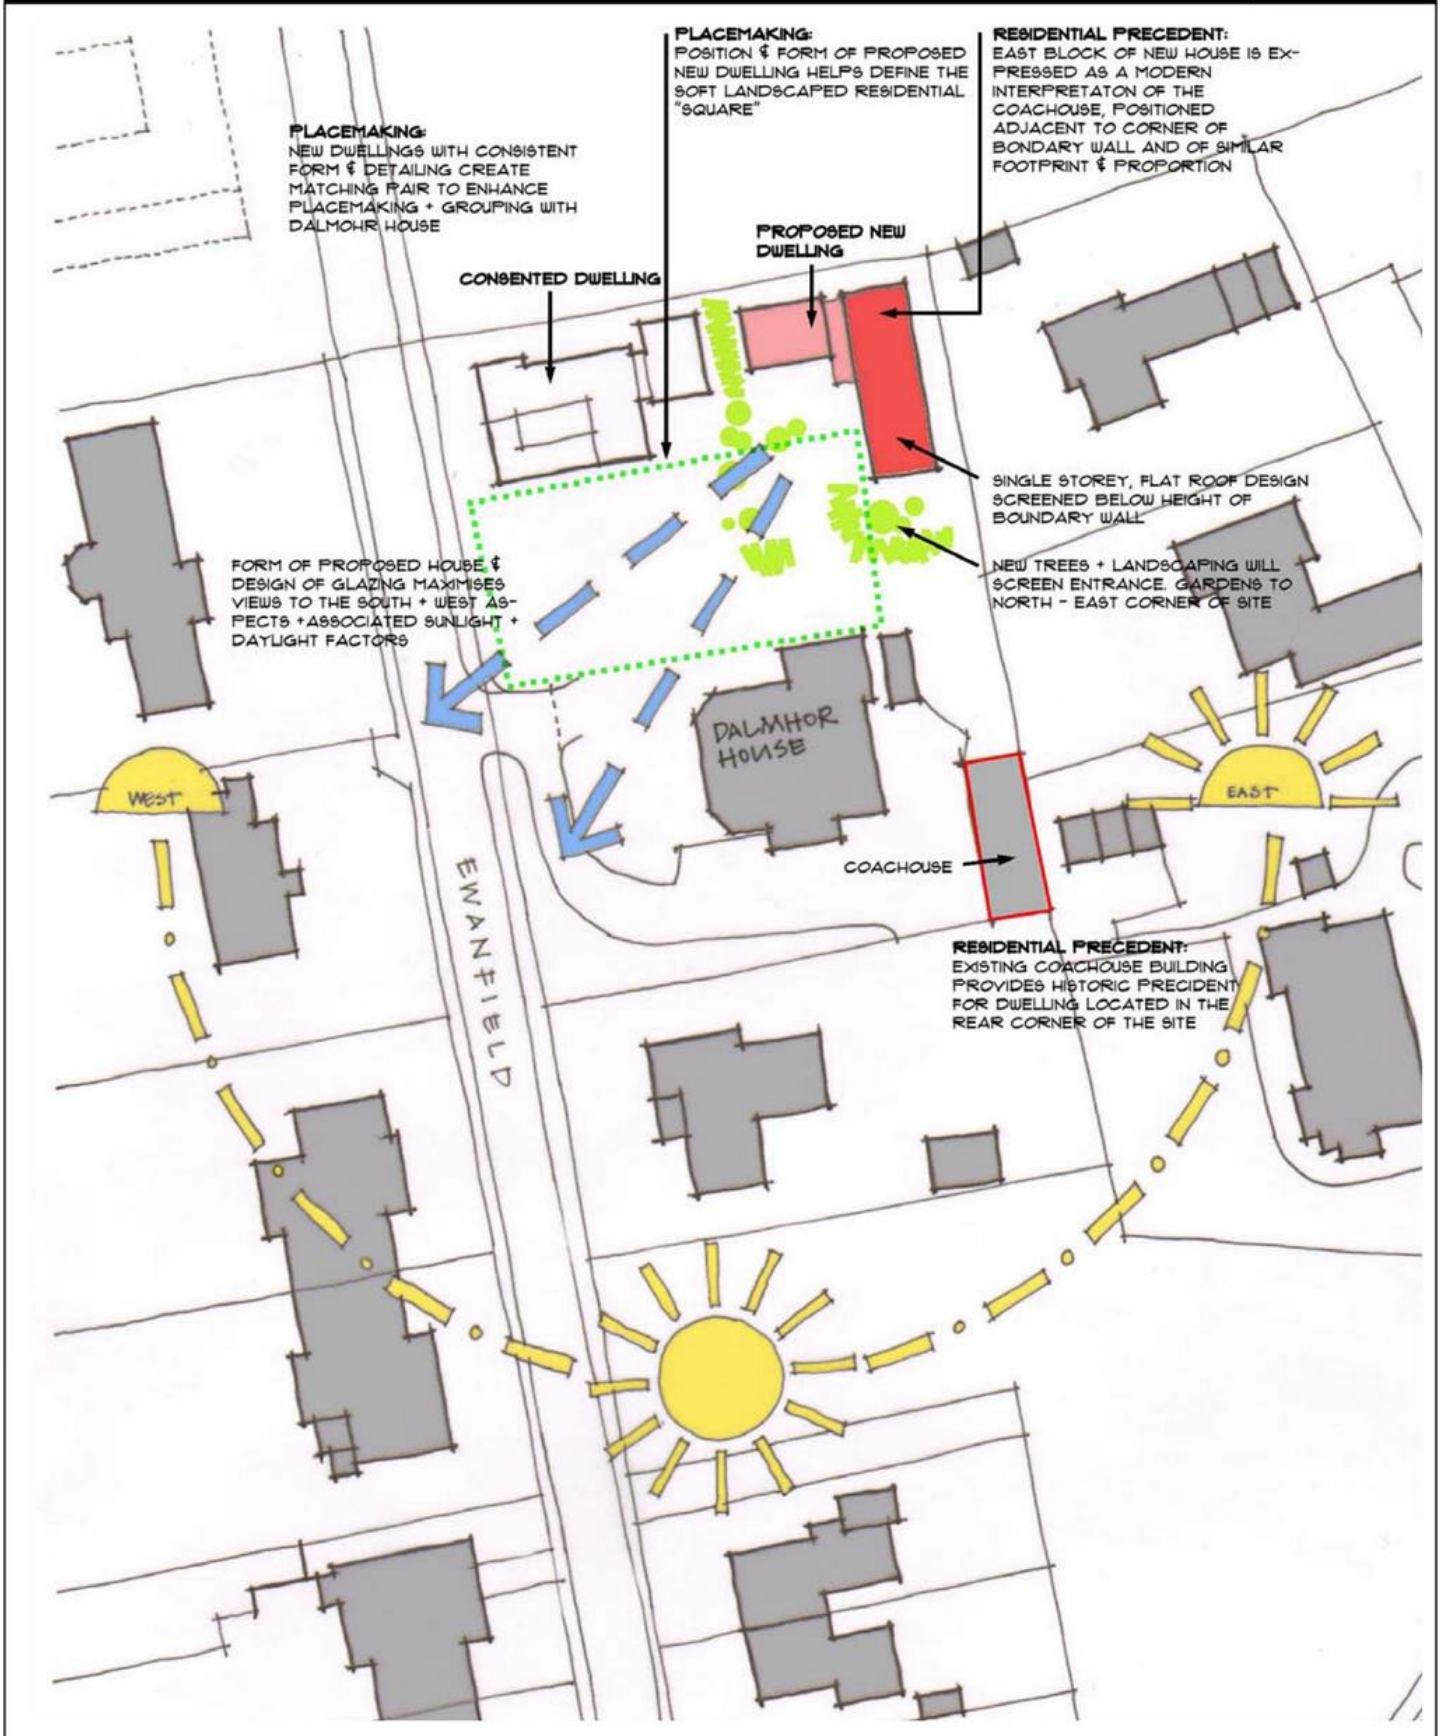 PLACEMAKING:
POSITION & FORM OF PROPOSED
NEW DWELLING HELPS DEFINE THE
SOFT LANDSCAPED RESIDENTIAL
"SQUARE"
RESIDENTIAL PRECEDENT:
EAST BLOCK OF NEW HOUSE IS EX-
PRESSED AS A MODERN
INTERPRETATON OF THE
COACHOUSE, POSITIONED
ADJACENT TO CORNER OF
BONDARY WALL AND OF SIMILAR
FOOTPRINT & PROPORTION
PLACEMAKING:
NEW DWELLINGS WITH CONSISTENT
FORM & DETAILING CREATE
MATCHING PAIR TO ENHANCE
PLACEMAKING + GROUPING WITH
DALMOHR HOUSE
PROPOSED NEW
DWELLING
CONSENTED DWELLING
SINGLE STOREY, FLAT ROOF DESIGN
SCREENED BELOW HEIGHT OF
BOUNDARY WALL
NEW TREES + LANDSCAPING WILL
SCREEN ENTRANCE. GARDENS TO
NORTH - EAST CORNER OF SITE
FORM OF PROPOSED HOUSE &
DESIGN OF GLAZING MAXIMISES
VIEWS TO THE SOUTH + WEST AS-
PECTS +ASSOCIATED SUNLIGHT +
DAYLIGHT FACTORS
DALMHOR
HOUSE
WEST
EAST
COACHOUSE
EWANFIELD
RESIDENTIAL PRECEDENT:
EXISTING COACHOUSE BUILDING
PROVIDES HISTORIC PRECIDENT
FOR DWELLING LOCATED IN THE
REAR CORNER OF THE SITE